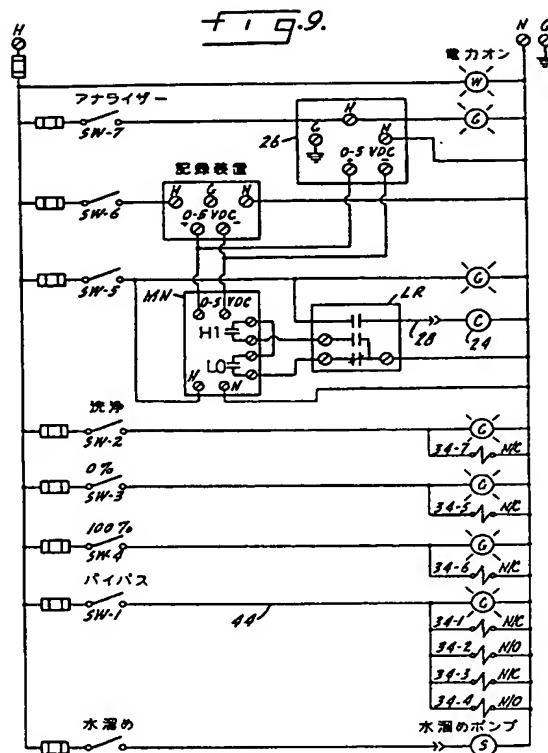 Fig.9.
H
N G
電力オン
W
アナライザー
SW-7
H
G
26
G
N
0-5 VDC
- -
記録装置
SW-6
H G H
0-5 VDC
-
SW-5
G
MN
0-5 VDC
LR
H1
LO
28
C
24
H N
洗浄
SW-2
G
34-7 N/C
0%
SW-3
G
34-5 N/C
100%
SW-4
G
34-6 N/C
バイパス
SW-1
44
G
34-1 N/C
34-2 N/O
34-3 N/C
34-4 N/O
水溜め
水溜めポンプ
S